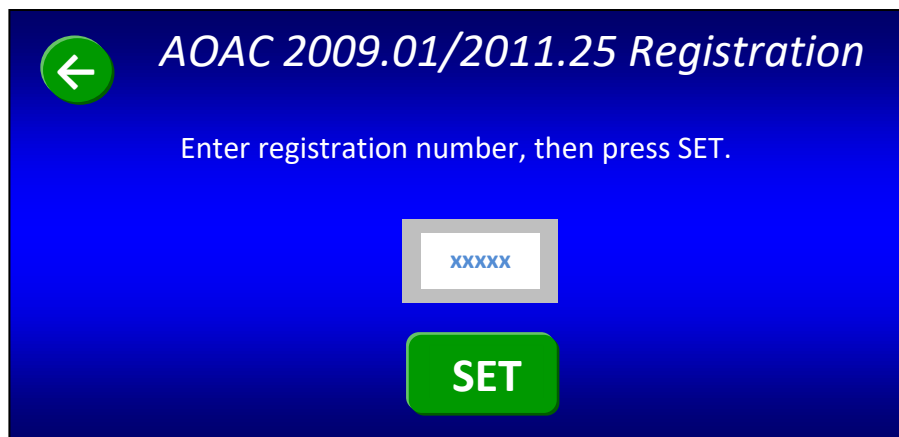 AOAC 2009.01/2011.25 Registration
Enter registration number, then press SET.
xxxxx
SET